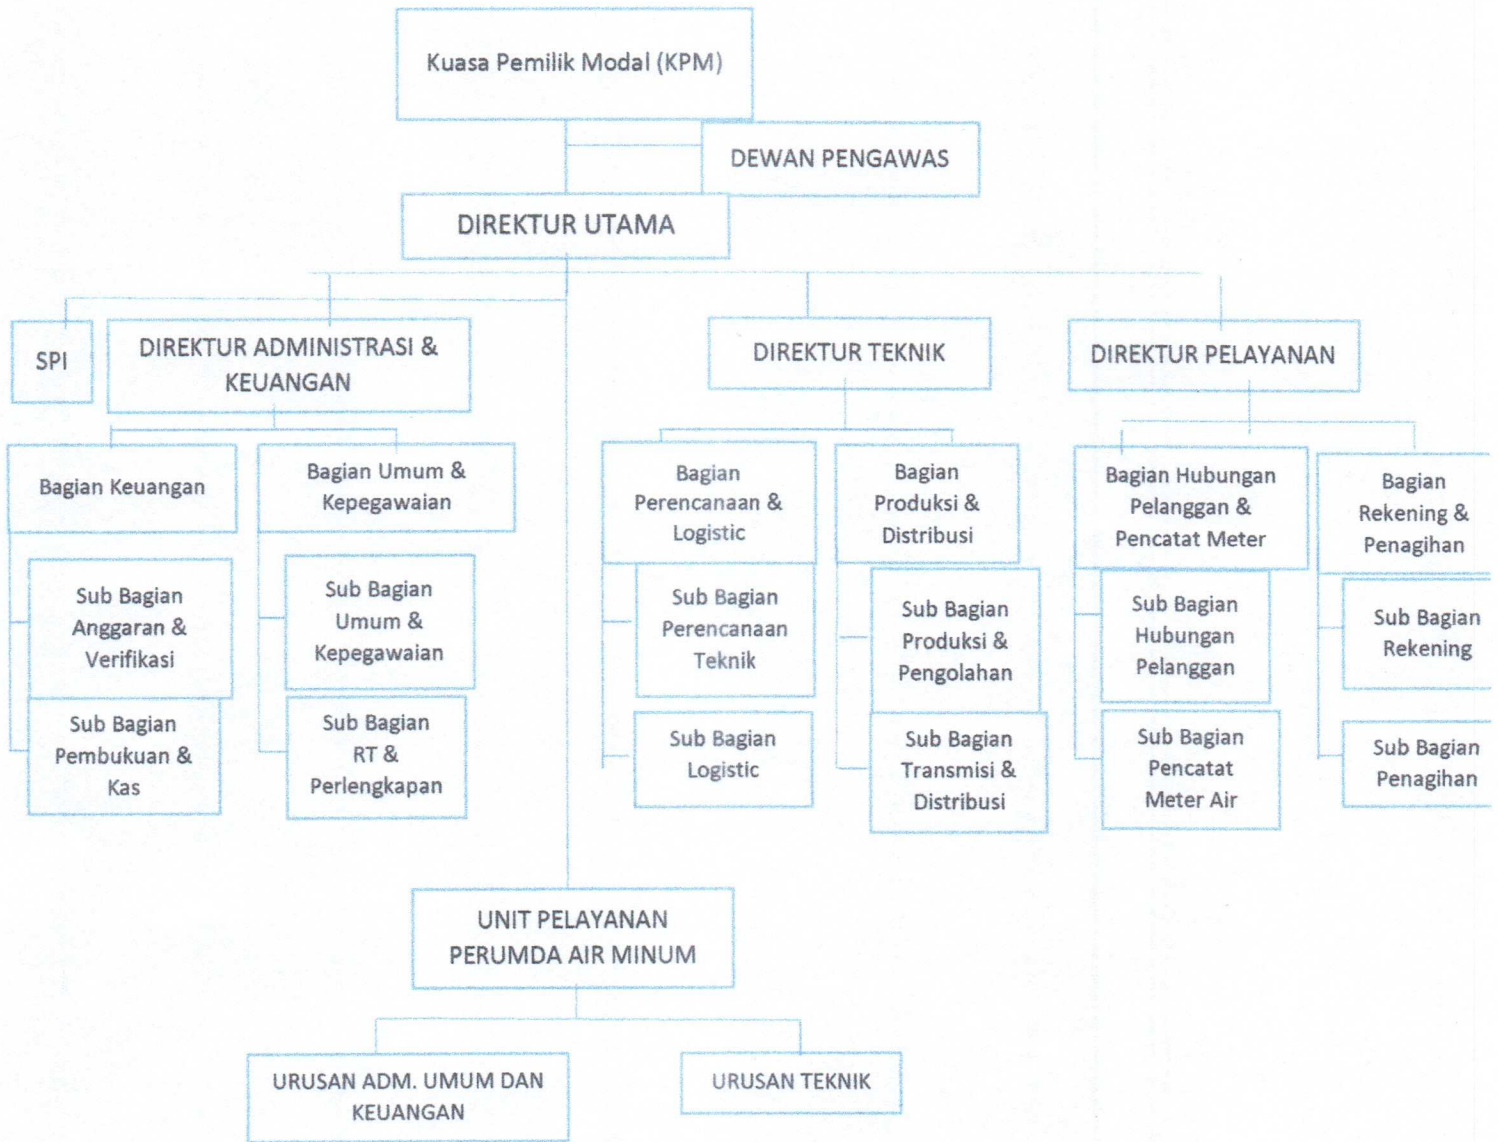 Kuasa Pemilik Modal (KPM)
DEWAN PENGAWAS
DIREKTUR UTAMA
SPI
DIREKTUR ADMINISTRASI &
KEUANGAN
DIREKTUR TEKNIK
DIREKTUR PELAYANAN
Bagian Keuangan
Bagian Umum &
Kepegawaian
Bagian
Perencanaan &
Logistic
Bagian
Produksi &
Distribusi
Bagian Hubungan
Pelanggan &
Pencatat Meter
Bagian
Rekening &
Penagihan
Sub Bagian
Anggaran &
Verifikasi
Sub Bagian
Umum &
Kepegawaian
Sub Bagian
Perencanaan
Teknik
Sub Bagian
Produksi &
Pengolahan
Sub Bagian
Hubungan
Pelanggan
Sub Bagian
Rekening
Sub Bagian
Pembukuan &
Kas
Sub Bagian
RT &
Perlengkapan
Sub Bagian
Logistic
Sub Bagian
Transmisi &
Distribusi
Sub Bagian
Pencatat
Meter Air
Sub Bagian
Penagihan
UNIT PELAYANAN
PERUMDA AIR MINUM
URUSAN ADM. UMUM DAN
KEUANGAN
URUSAN TEKNIK